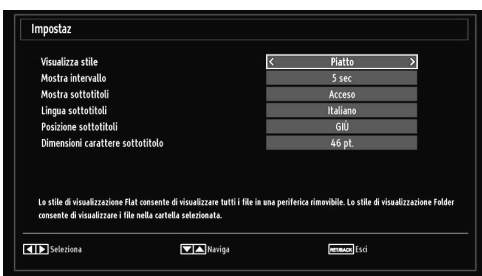 Impostaz
Visualizza stile < Piatto >
Mostra intervallo 5 sec
Mostra sottotitoli Acceso
Lingua sottotitoli Italiano
Posizione sottotitoli GIÙ
Dimensioni carattere sottotitolo 46 pt.
Lo stile di visualizzazione Flat consente di visualizzare tutti i file in una periferica rimovibile. Lo stile di visualizzazione Folder
consente di visualizzare i file nella cartella selezionata.
Seleziona Naviga RET/BACK Esci